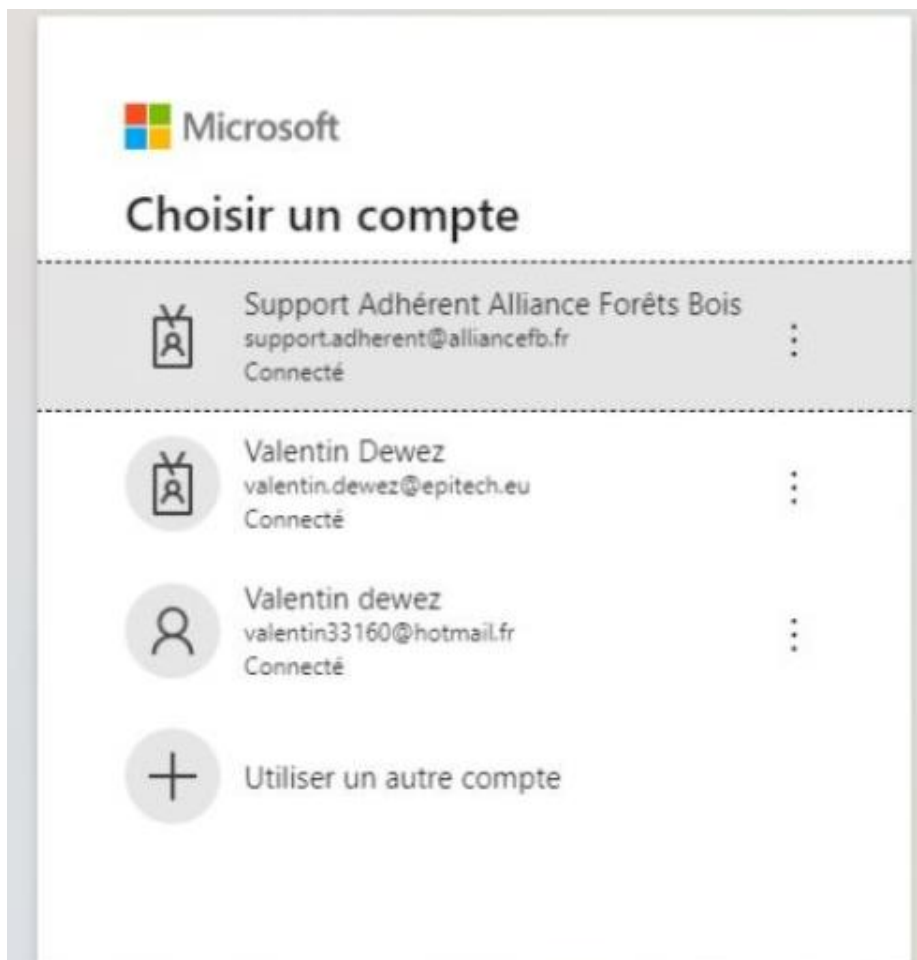 Microsoft
Choisir un compte
Support Adhérent Alliance Forêts Bois
support.adherent@alliancefb.fr
Connecté
Valentin Dewez
valentin.dewez@epitech.eu
Connecté
Valentin dewez
valentin33160@hotmail.fr
Connecté
Utiliser un autre compte